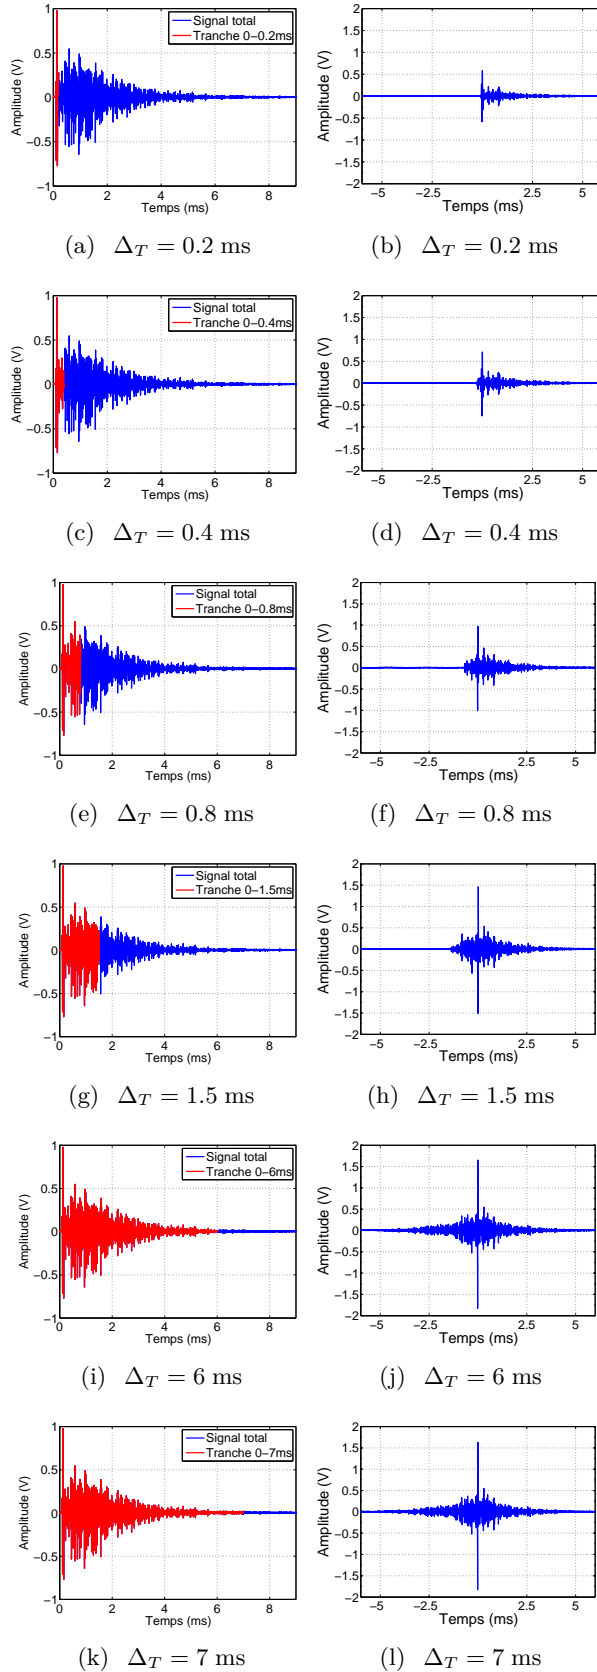 Signal total
Tranche 0−0.2ms
Amplitude (V)
1
0.5
0
−0.5
−1
0 2 4 6 8
Temps (ms)
Amplitude (V)
2
1.5
1
0.5
0
−0.5
−1
−1.5
−2
−5 −2.5 2.5 5
Temps (ms)
(a) Δ_T = 0.2 ms
(b) Δ_T = 0.2 ms
Signal total
Tranche 0−0.4ms
Amplitude (V)
1
0.5
0
−0.5
−1
0 2 4 6 8
Temps (ms)
Amplitude (V)
2
1.5
1
0.5
0
−0.5
−1
−1.5
−2
−5 −2.5 2.5 5
Temps (ms)
(c) Δ_T = 0.4 ms
(d) Δ_T = 0.4 ms
Signal total
Tranche 0−0.8ms
Amplitude (V)
1
0.5
0
−0.5
−1
0 2 4 6 8
Temps (ms)
Amplitude (V)
2
1.5
1
0.5
0
−0.5
−1
−1.5
−2
−5 −2.5 2.5 5
Temps (ms)
(e) Δ_T = 0.8 ms
(f) Δ_T = 0.8 ms
Signal total
Tranche 0−1.5ms
Amplitude (V)
1
0.5
0
−0.5
−1
0 2 4 6 8
Temps (ms)
Amplitude (V)
2
1.5
1
0.5
0
−0.5
−1
−1.5
−2
−5 −2.5 2.5 5
Temps (ms)
(g) Δ_T = 1.5 ms
(h) Δ_T = 1.5 ms
Signal total
Tranche 0−6ms
Amplitude (V)
1
0.5
0
−0.5
−1
0 2 4 6 8
Temps (ms)
Amplitude (V)
2
1.5
1
0.5
0
−0.5
−1
−1.5
−2
−5 −2.5 2.5 5
Temps (ms)
(i) Δ_T = 6 ms
(j) Δ_T = 6 ms
Signal total
Tranche 0−7ms
Amplitude (V)
1
0.5
0
−0.5
−1
0 2 4 6 8
Temps (ms)
Amplitude (V)
2
1.5
1
0.5
0
−0.5
−1
−1.5
−2
−5 −2.5 2.5 5
Temps (ms)
(k) Δ_T = 7 ms
(l) Δ_T = 7 ms